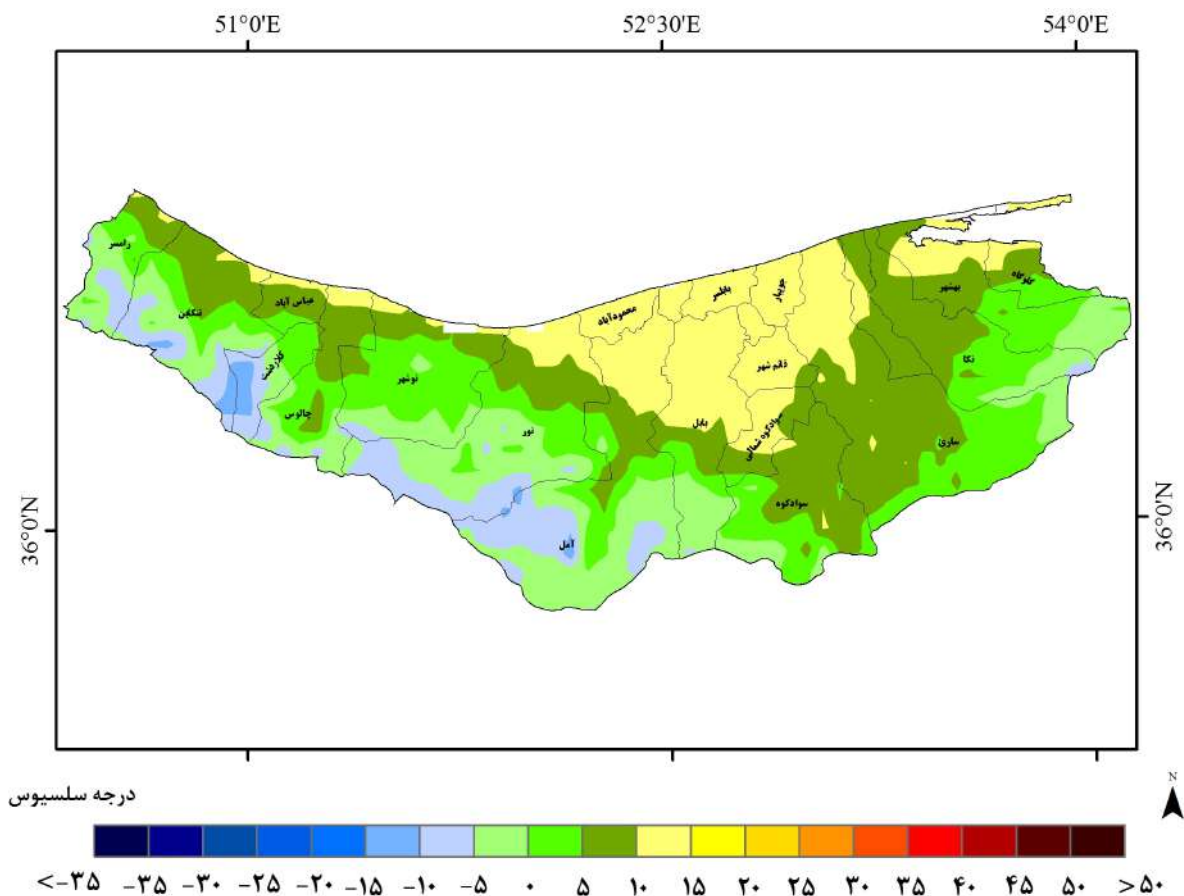 51°0'E 52°30'E 54°0'E
رامسر
تنکابن
عباس آباد
کلاردشت
چالوس
نوشهر
نور
آمل
محمودآباد
بابلسر
جویبار
قائم شهر
بابل
سوادکوه شمالی
سوادکوه
ساری
نکا
بهشهر
گلوگاه
36°0'N 36°0'N
درجه سلسیوس
N
<-۳۵ -۳۵ -۳۰ -۲۵ -۲۰ -۱۵ -۱۰ -۵ ۰ ۵ ۱۰ ۱۵ ۲۰ ۲۵ ۳۰ ۳۵ ۴۰ ۴۵ ۵۰ >۵۰